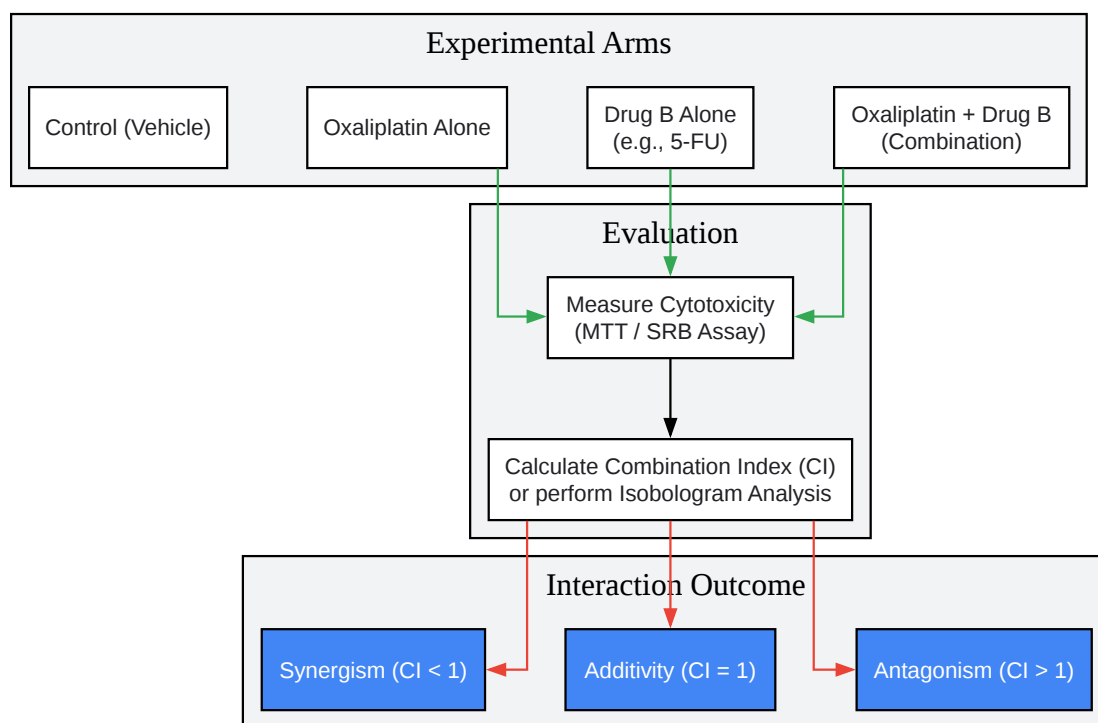 Experimental Arms
Control (Vehicle)
Oxaliplatin Alone
Drug B Alone
(e.g., 5-FU)
Oxaliplatin + Drug B
(Combination)
Evaluation
Measure Cytotoxicity
(MTT / SRB Assay)
Calculate Combination Index (CI)
or perform Isobologram Analysis
Interaction Outcome
Synergism (CI < 1)
Additivity (CI = 1)
Antagonism (CI > 1)